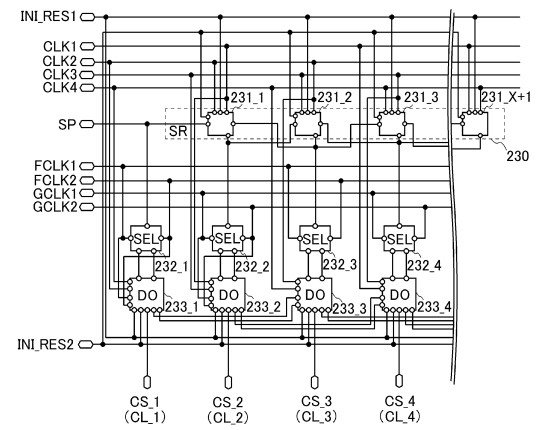 INI_RES1
CLK1
CLK2
CLK3
CLK4
231_1
231_2
231_3
231_X+1
SP
SR
230
FCLK1
FCLK2
GCLK1
GCLK2
SEL
SEL
SEL
SEL
232_1
232_2
232_3
232_4
DO
DO
DO
DO
233_1
233_2
233_3
233_4
INI_RES2
CS_1
CS_2
CS_3
CS_4
(CL_1)
(CL_2)
(CL_3)
(CL_4)